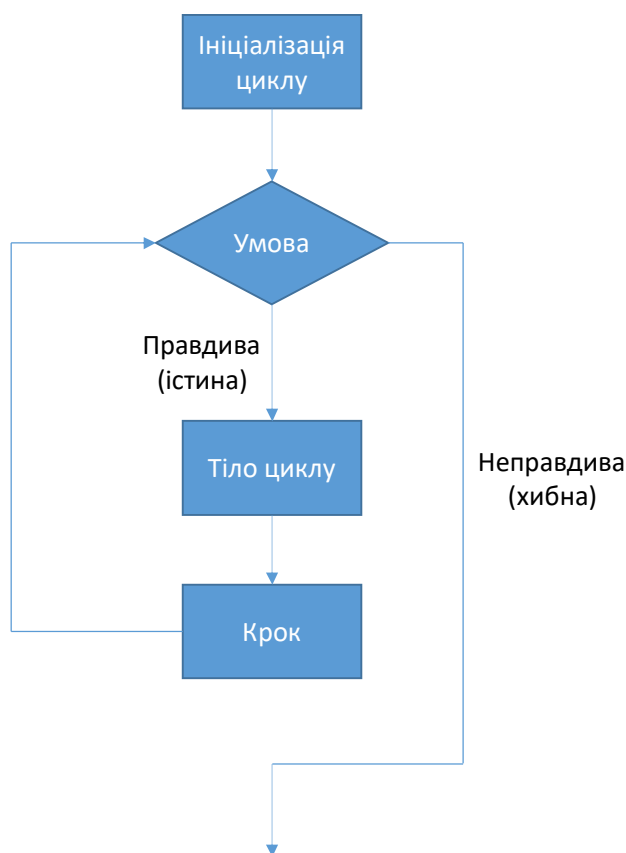 Ініціалізація
циклу
Умова
Правдива
(істина)
Тіло циклу
Неправдива
(хибна)
Крок